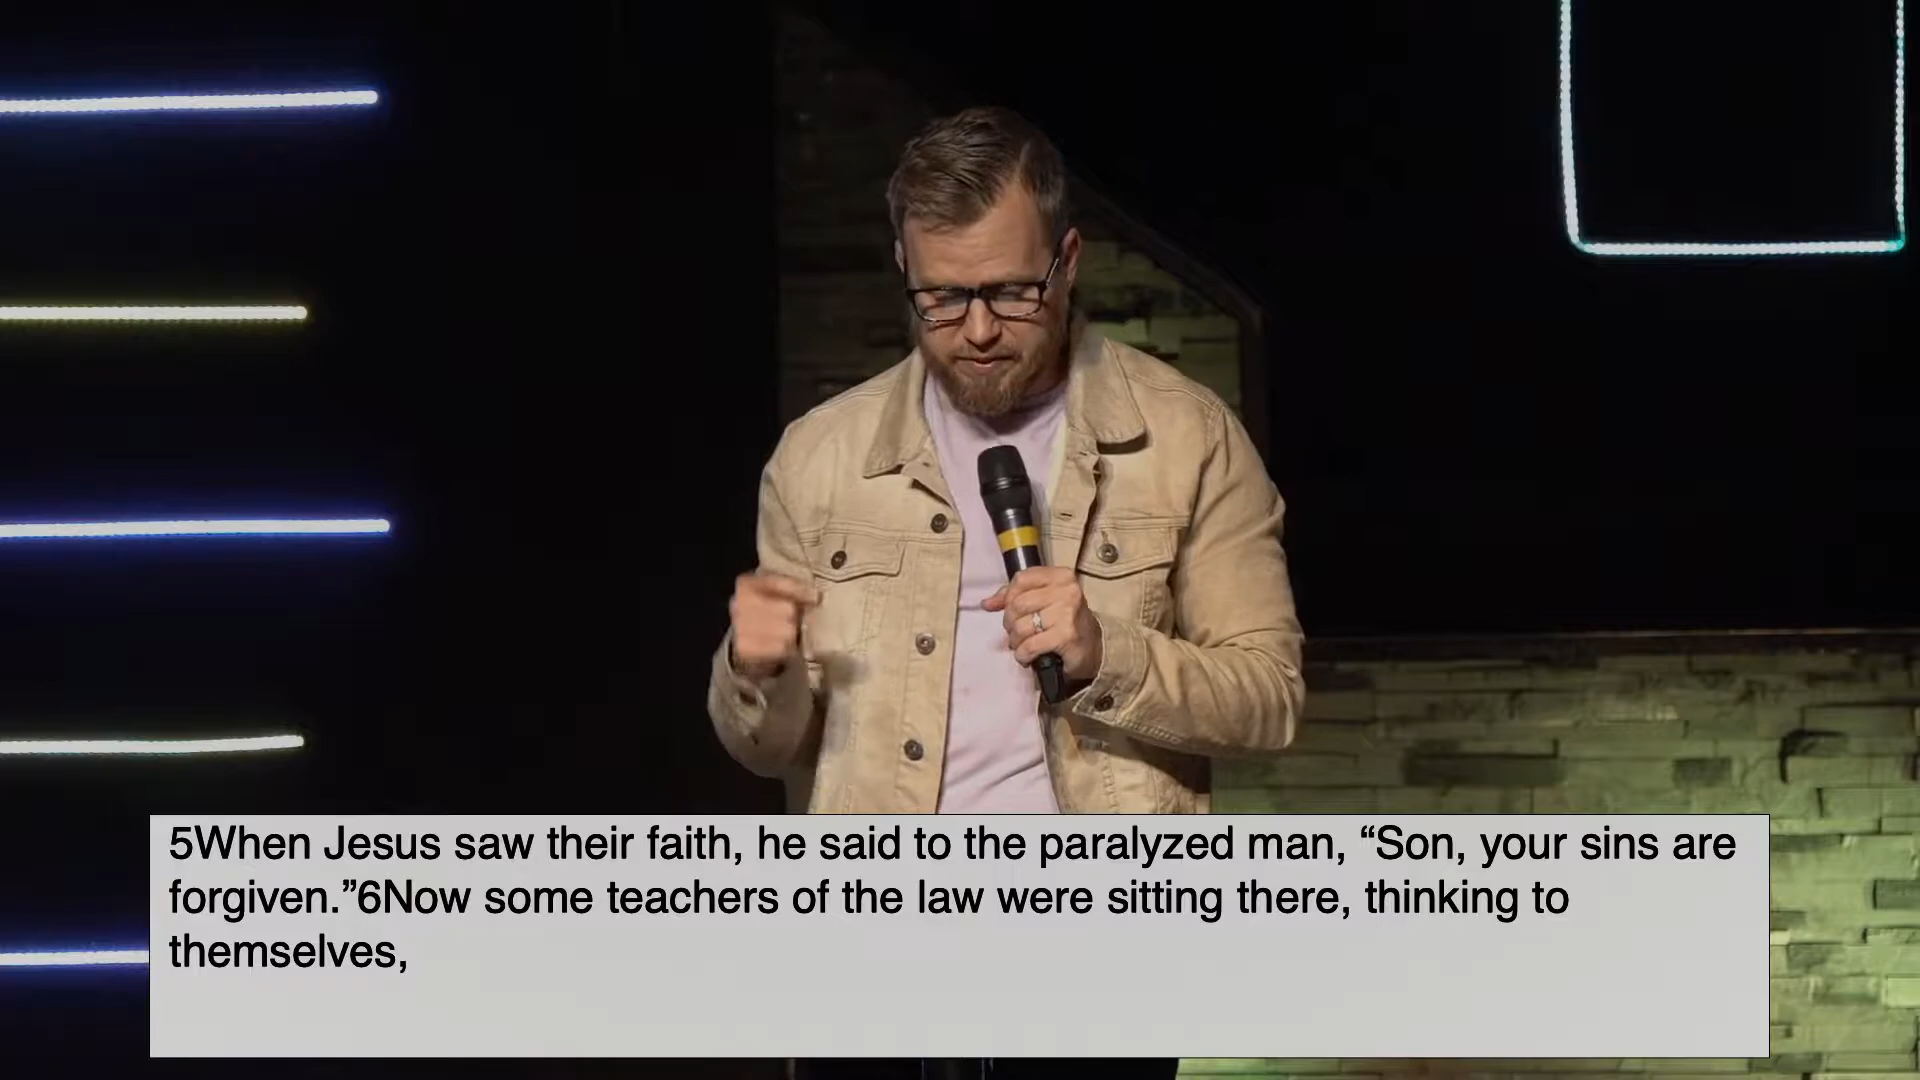 5When Jesus saw their faith, he said to the paralyzed man, “Son, your sins are
forgiven.”6Now some teachers of the law were sitting there, thinking to
themselves,